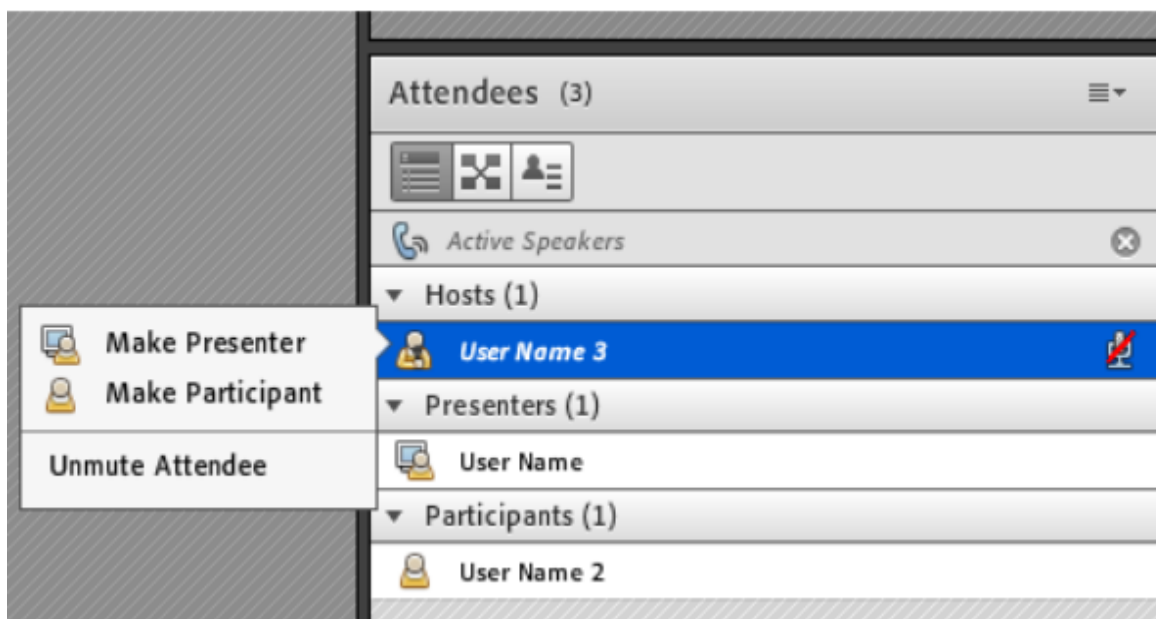 Attendees (3)
Active Speakers
Hosts (1)
Make Presenter
User Name 3
Make Participant
Presenters (1)
Unmute Attendee
User Name
Participants (1)
User Name 2